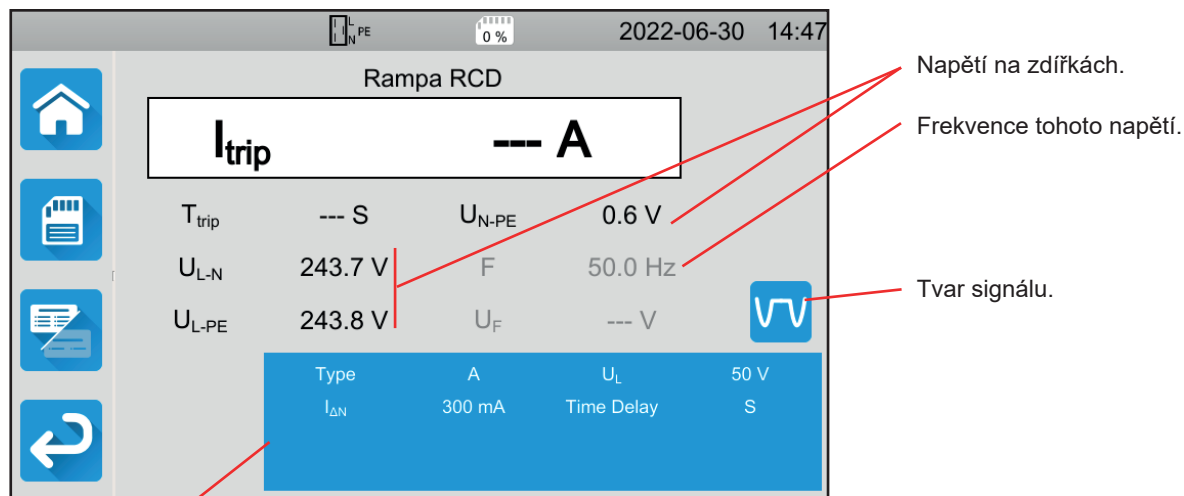 L N PE 0 % 2022-06-30 14:47
Rampa RCD
Itrip --- A
Ttrip --- S UN-PE 0.6 V
UL-N 243.7 V F 50.0 Hz
UL-PE 243.8 V UF --- V
Type A UL 50 V
IΔN 300 mA Time Delay S
Napětí na zdířkách.
Frekvence tohoto napětí.
Tvar signálu.